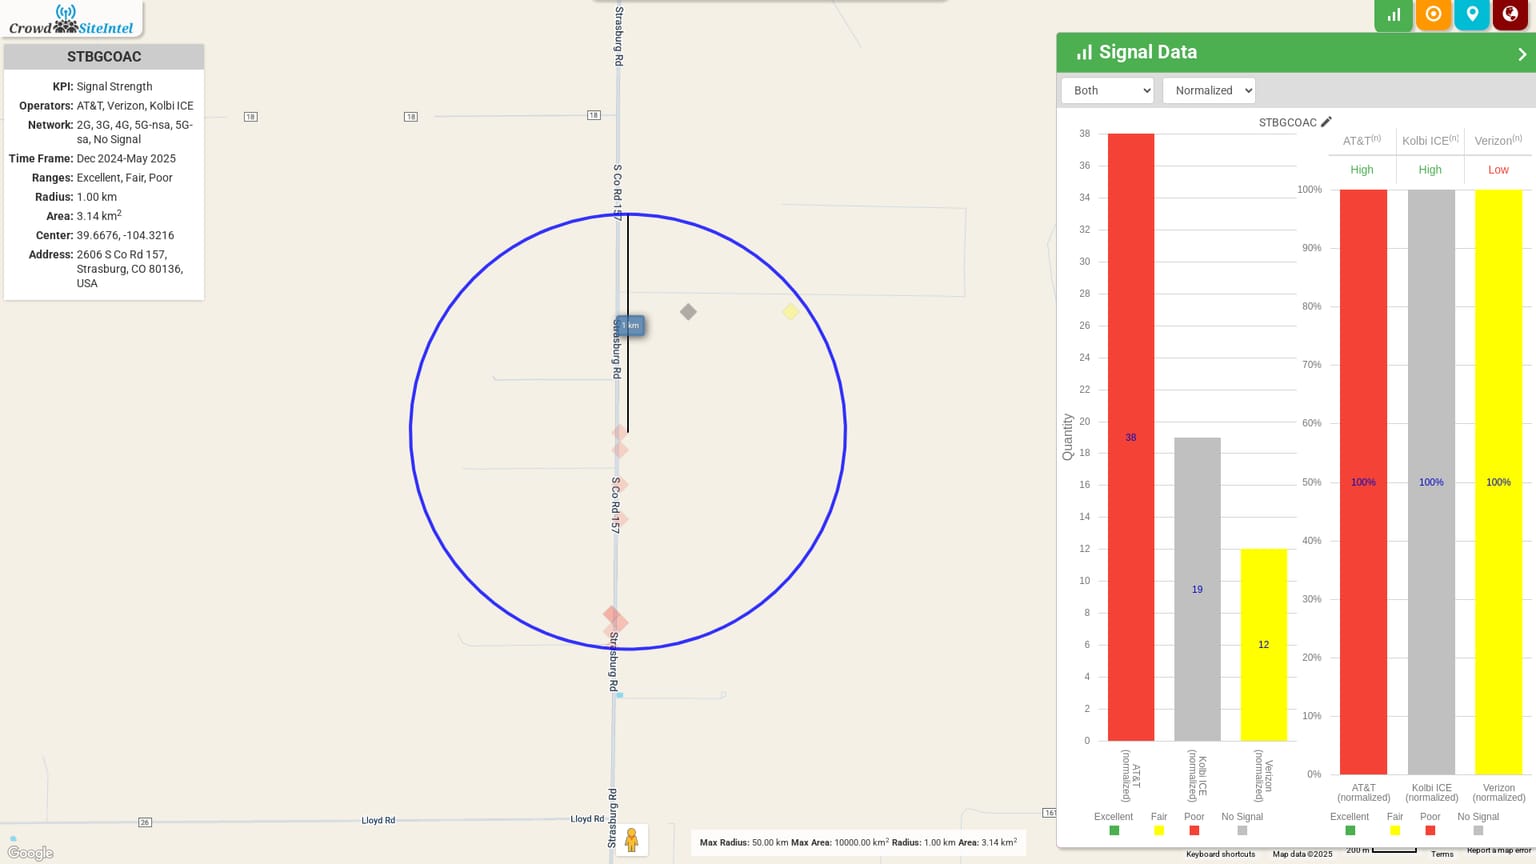 Crowd SiteIntel
STBGCOAC
KPI: Signal Strength
Operators: AT&T, Verizon, Kolbi ICE
Network: 2G, 3G, 4G, 5G-nsa, 5G-
sa, No Signal
Time Frame: Dec 2024-May 2025
Ranges: Excellent, Fair, Poor
Radius: 1.00 km
Area: 3.14 km²
Center: 39.6676, -104.3216
Address: 2606 S Co Rd 157,
Strasburg, CO 80136,
USA
Strasburg Rd
18
18
18
S Co Rd 157
1 km
Strasburg Rd
S Co Rd 157
Strasburg Rd
Strasburg Rd
26
Lloyd Rd
Lloyd Rd
161
Google
Max Radius: 50.00 km Max Area: 10000.00 km² Radius: 1.00 km Area: 3.14 km²
Signal Data
Both
Normalized
STBGCOAC
Quantity
38
36
34
32
30
28
26
24
22
20
18
16
14
12
10
8
6
4
2
0
38
19
12
AT&T
(normalized)
Kolbi ICE
(normalized)
Verizon
(normalized)
Excellent Fair Poor No Signal
AT&T(n) Kolbi ICE(n) Verizon(n)
High High Low
100%
90%
80%
70%
60%
50%
40%
30%
20%
10%
0%
100% 100% 100%
AT&T
(normalized)
Kolbi ICE
(normalized)
Verizon
(normalized)
Excellent Fair Poor No Signal
Keyboard shortcuts Map data ©2025 200 m Terms Report a map error